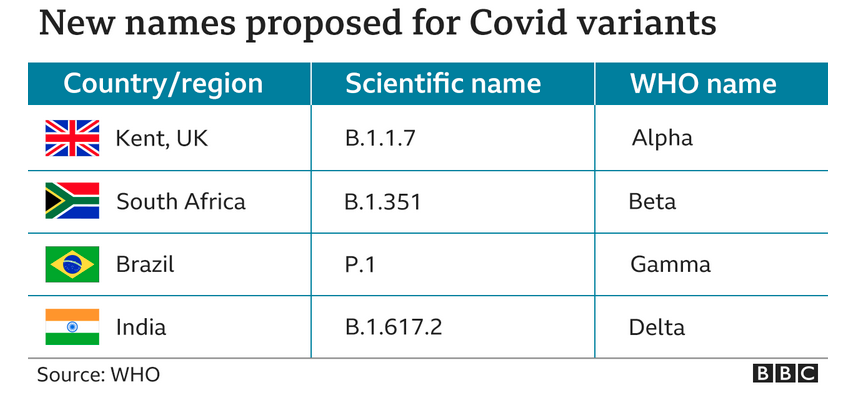 New names proposed for Covid variants
Country/region Scientific name WHO name
Kent, UK B.1.1.7 Alpha
South Africa B.1.351 Beta
Brazil P.1 Gamma
India B.1.617.2 Delta
Source: WHO BBC